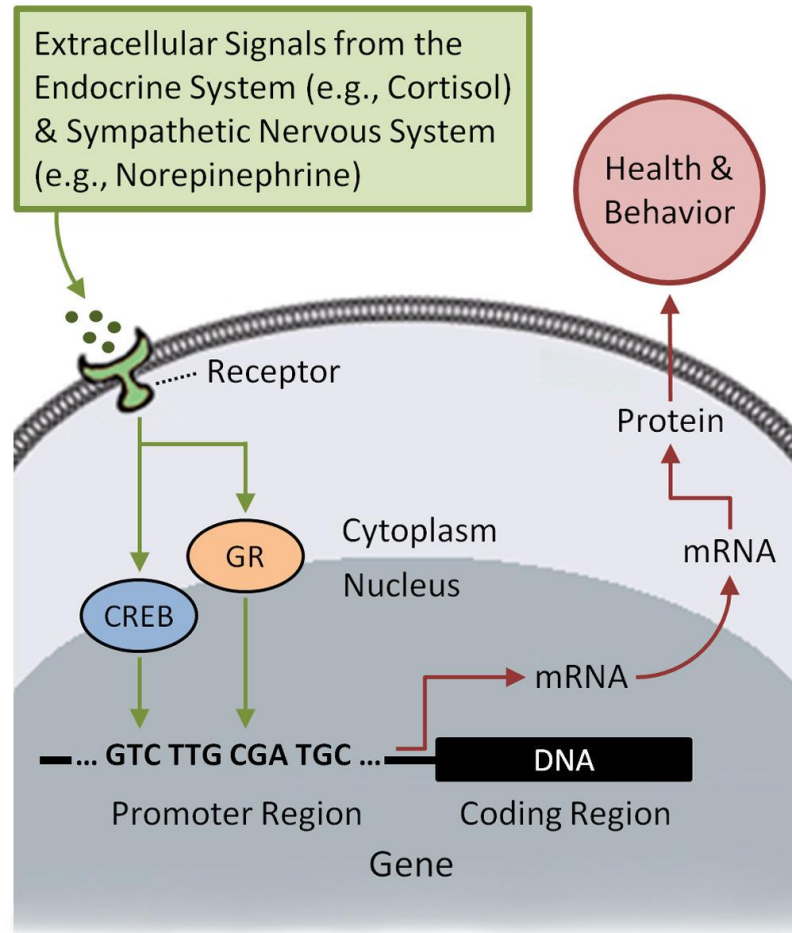 Extracellular Signals from the
Endocrine System (e.g., Cortisol)
& Sympathetic Nervous System
(e.g., Norepinephrine)
Health &
Behavior
Receptor
Protein
Cytoplasm
GR
mRNA
Nucleus
CREB
mRNA
... GTC TTG CGA TGC ...
DNA
Promoter Region
Coding Region
Gene